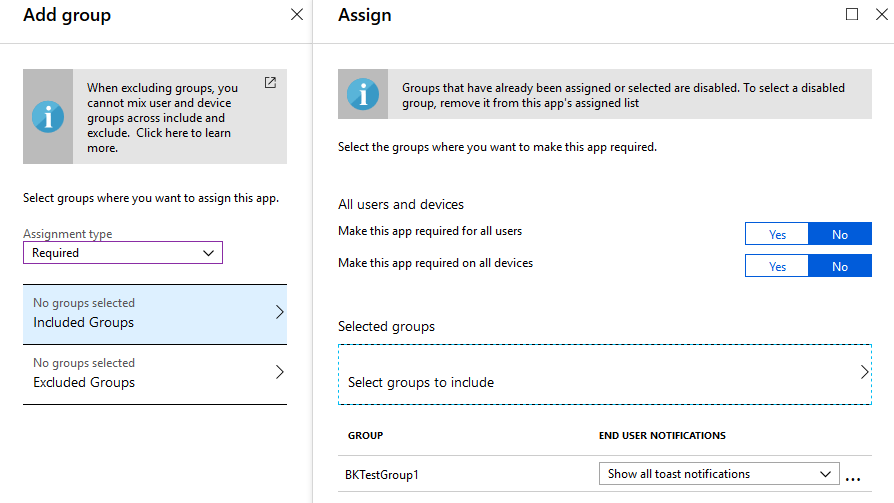 Add group
When excluding groups, you
cannot mix user and device
groups across include and
exclude. Click here to learn
more.
Select groups where you want to assign this app.
Assignment type
Required
No groups selected
Included Groups
No groups selected
Excluded Groups
Assign
Groups that have already been assigned or selected are disabled. To select a disabled
group, remove it from this app's assigned list
Select the groups where you want to make this app required.
All users and devices
Make this app required for all users
Yes No
Make this app required on all devices
Yes No
Selected groups
Select groups to include
GROUP END USER NOTIFICATIONS
BKTestGroup1 Show all toast notifications ...